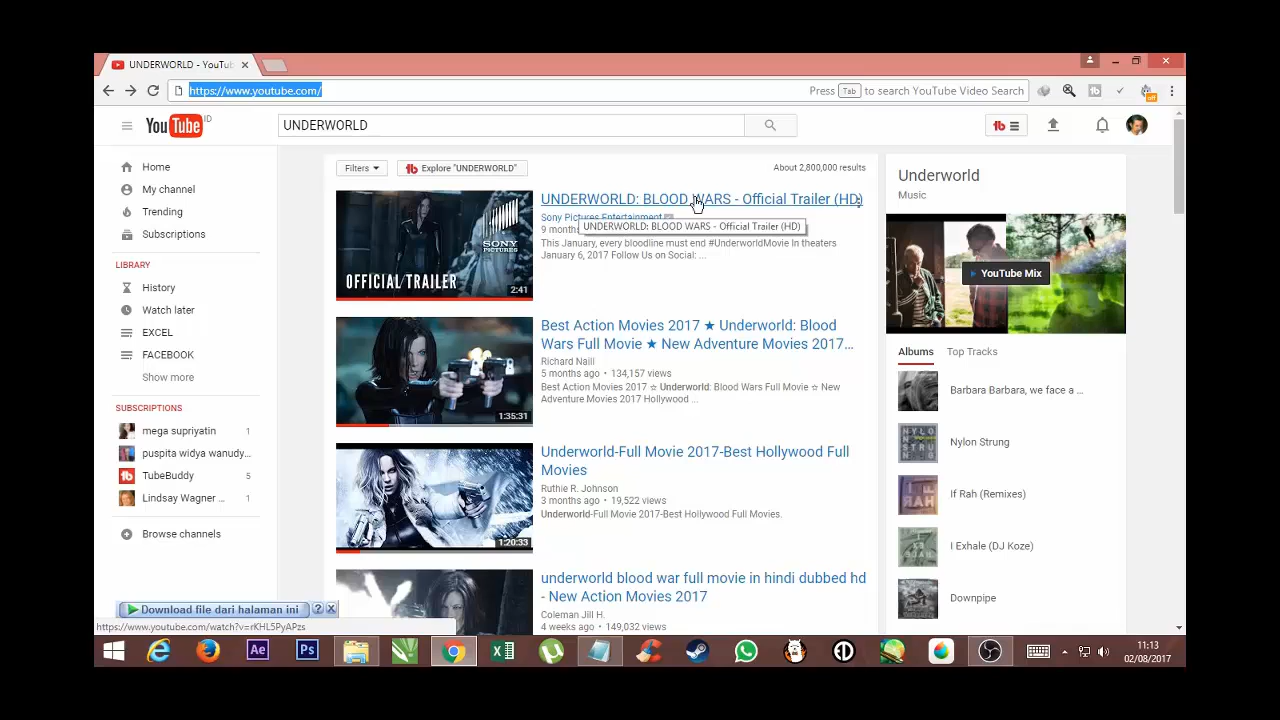 UNDERWORLD - YouTub
https://www.youtube.com/
Press Tab to search YouTube Video Search
off
YouTube ID
UNDERWORLD
Home
My channel
Trending
Subscriptions
LIBRARY
History
Watch later
EXCEL
FACEBOOK
Show more
SUBSCRIPTIONS
mega supriyatin 1
puspita widya wanudy...
TubeBuddy 5
Lindsay Wagner ... 1
Browse channels
Filters
Explore "UNDERWORLD"
About 2,800,000 results
OFFICIAL TRAILER
SONY
PICTURES
2:41
UNDERWORLD: BLOOD WARS - Official Trailer (HD)
Sony Pictures Entertainment
9 months
UNDERWORLD: BLOOD WARS - Official Trailer (HD)
This January, every bloodline must end #UnderworldMovie In theaters
January 6, 2017 Follow Us on Social: ...
1:35:31
Best Action Movies 2017 ★ Underworld: Blood
Wars Full Movie ★ New Adventure Movies 2017...
Richard Naill
5 months ago • 134,157 views
Best Action Movies 2017 ☆ Underworld: Blood Wars Full Movie ☆ New
Adventure Movies 2017 Hollywood ...
1:20:33
Underworld-Full Movie 2017-Best Hollywood Full
Movies
Ruthie R. Johnson
3 months ago • 19,522 views
Underworld-Full Movie 2017-Best Hollywood Full Movies.
underworld blood war full movie in hindi dubbed hd
- New Action Movies 2017
Coleman Jill H.
4 weeks ago • 149,032 views
Underworld
Music
YouTube Mix
Albums Top Tracks
Barbara Barbara, we face a ...
Nylon Strung
If Rah (Remixes)
I Exhale (DJ Koze)
Downpipe
Download file dari halaman ini ? X
https://www.youtube.com/watch?v=rKHL5PyAPzs
Ae
Ps
11:13
02/08/2017